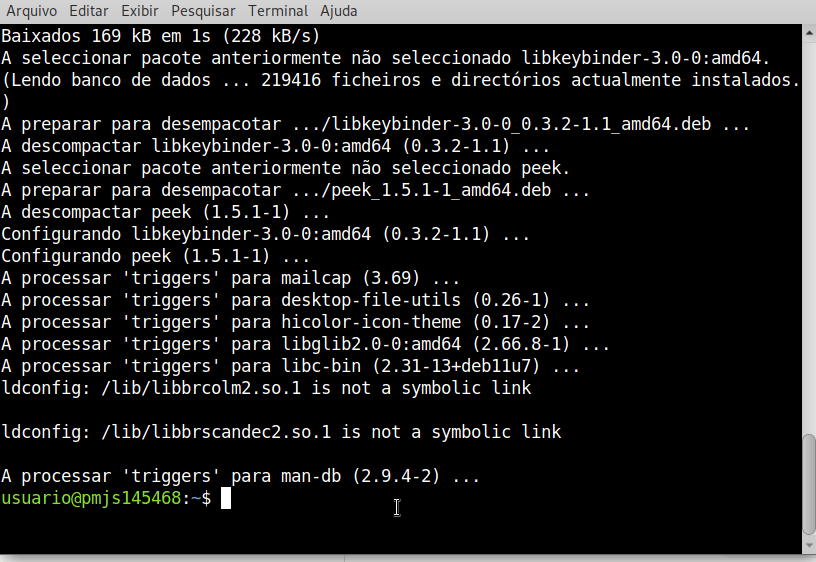 Arquivo Editar Exibir Pesquisar Terminal Ajuda
Baixados 169 kB em 1s (228 kB/s)
A seleccionar pacote anteriormente não seleccionado libkeybinder-3.0-0:amd64.
(Lendo banco de dados ... 219416 ficheiros e directórios actualmente instalados.
)
A preparar para desempacotar .../libkeybinder-3.0-0_0.3.2-1.1_amd64.deb ...
A descompactar libkeybinder-3.0-0:amd64 (0.3.2-1.1) ...
A seleccionar pacote anteriormente não seleccionado peek.
A preparar para desempacotar .../peek_1.5.1-1_amd64.deb ...
A descompactar peek (1.5.1-1) ...
Configurando libkeybinder-3.0-0:amd64 (0.3.2-1.1) ...
Configurando peek (1.5.1-1) ...
A processar 'triggers' para mailcap (3.69) ...
A processar 'triggers' para desktop-file-utils (0.26-1) ...
A processar 'triggers' para hicolor-icon-theme (0.17-2) ...
A processar 'triggers' para libglib2.0-0:amd64 (2.66.8-1) ...
A processar 'triggers' para libc-bin (2.31-13+deb11u7) ...
ldconfig: /lib/libbrcolm2.so.1 is not a symbolic link
ldconfig: /lib/libbrscandec2.so.1 is not a symbolic link
A processar 'triggers' para man-db (2.9.4-2) ...
usuario@pmjs145468:~$